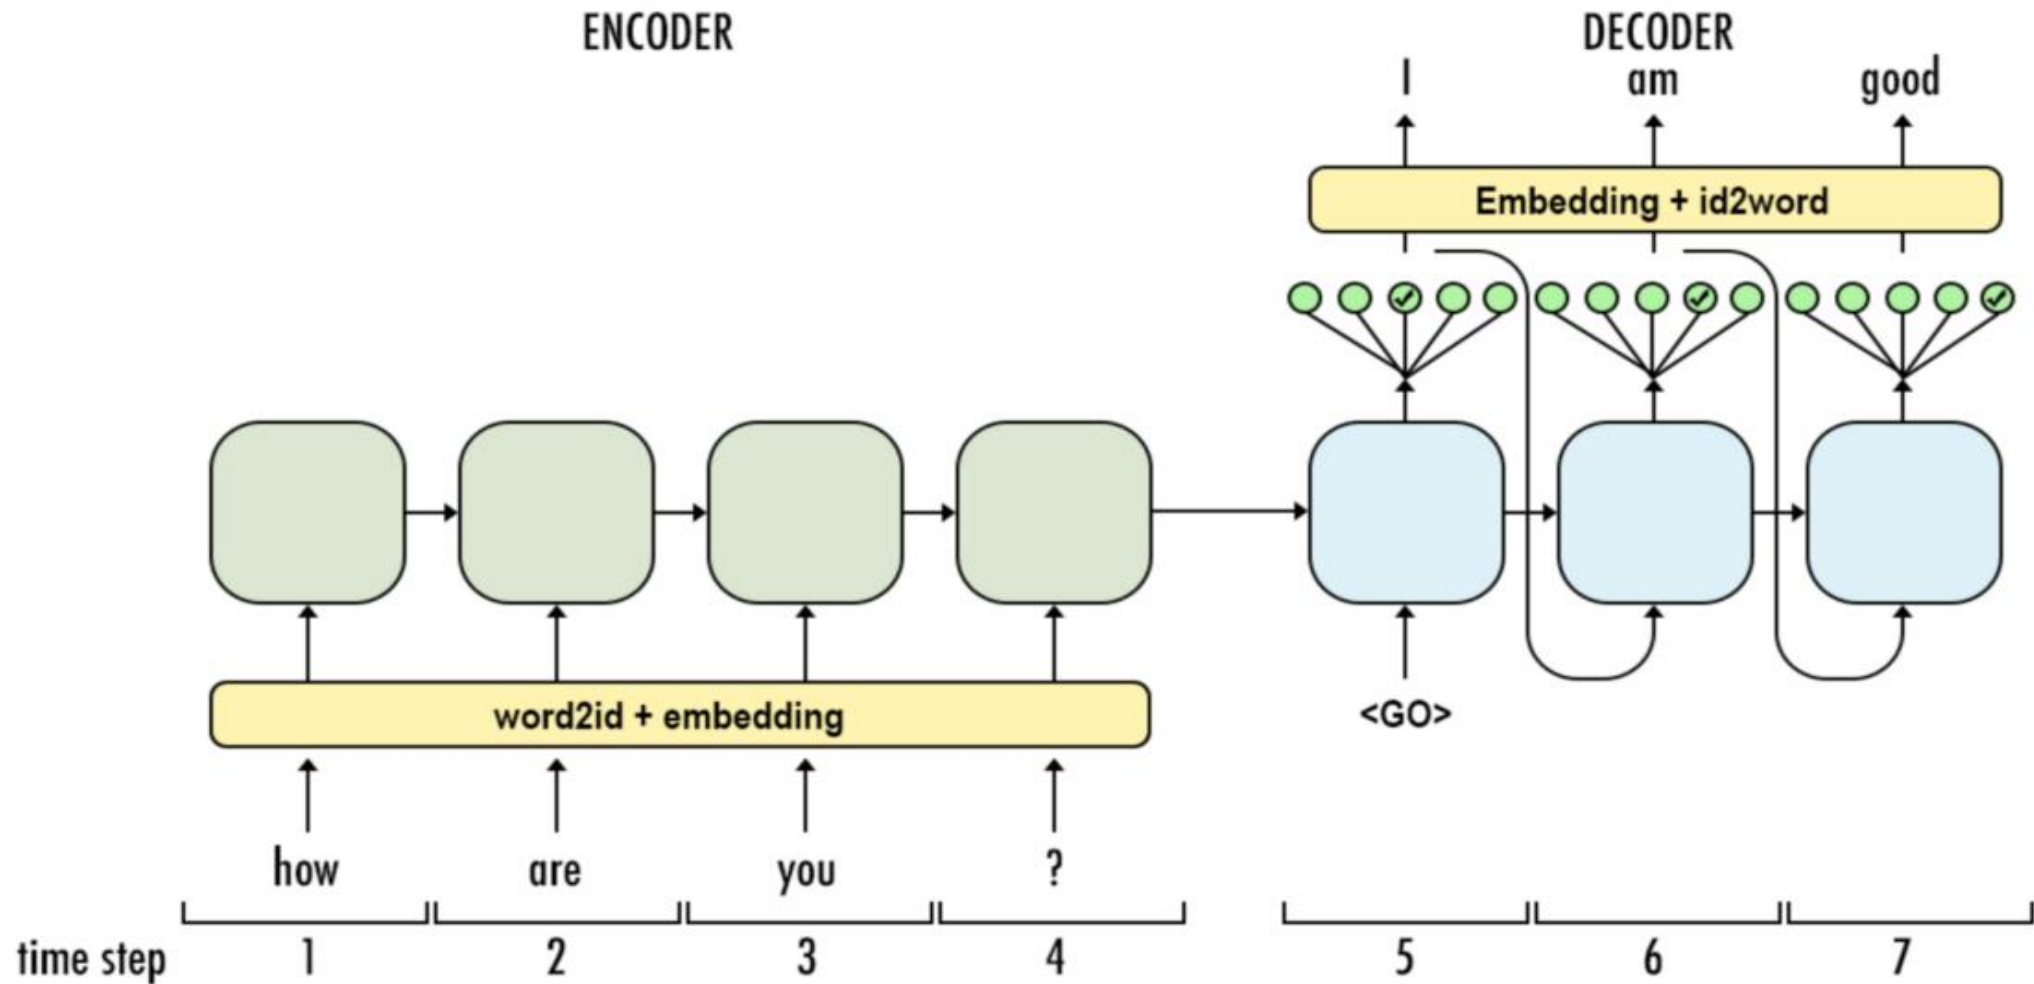 ENCODER
DECODER
I am good
Embedding + id2word
word2id + embedding
<GO>
how are you ?
time step 1 2 3 4 5 6 7